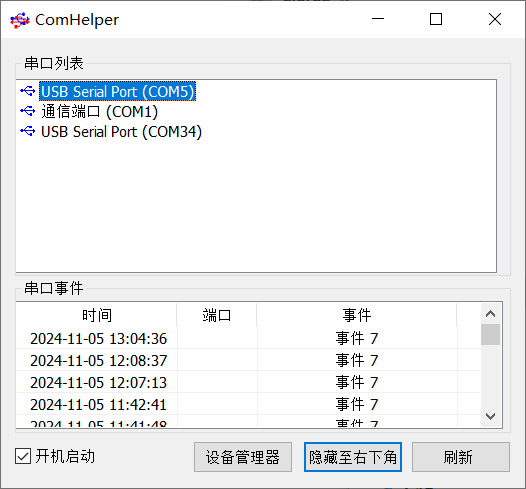 ComHelper
串口列表
USB Serial Port (COM5)
通信端口 (COM1)
USB Serial Port (COM34)
串口事件
时间 端口 事件
2024-11-05 13:04:36 事件 7
2024-11-05 12:08:37 事件 7
2024-11-05 12:07:13 事件 7
2024-11-05 11:42:41 事件 7
2024-11-05 11:41:48 事件 7
开机启动 设备管理器 隐藏至右下角 刷新